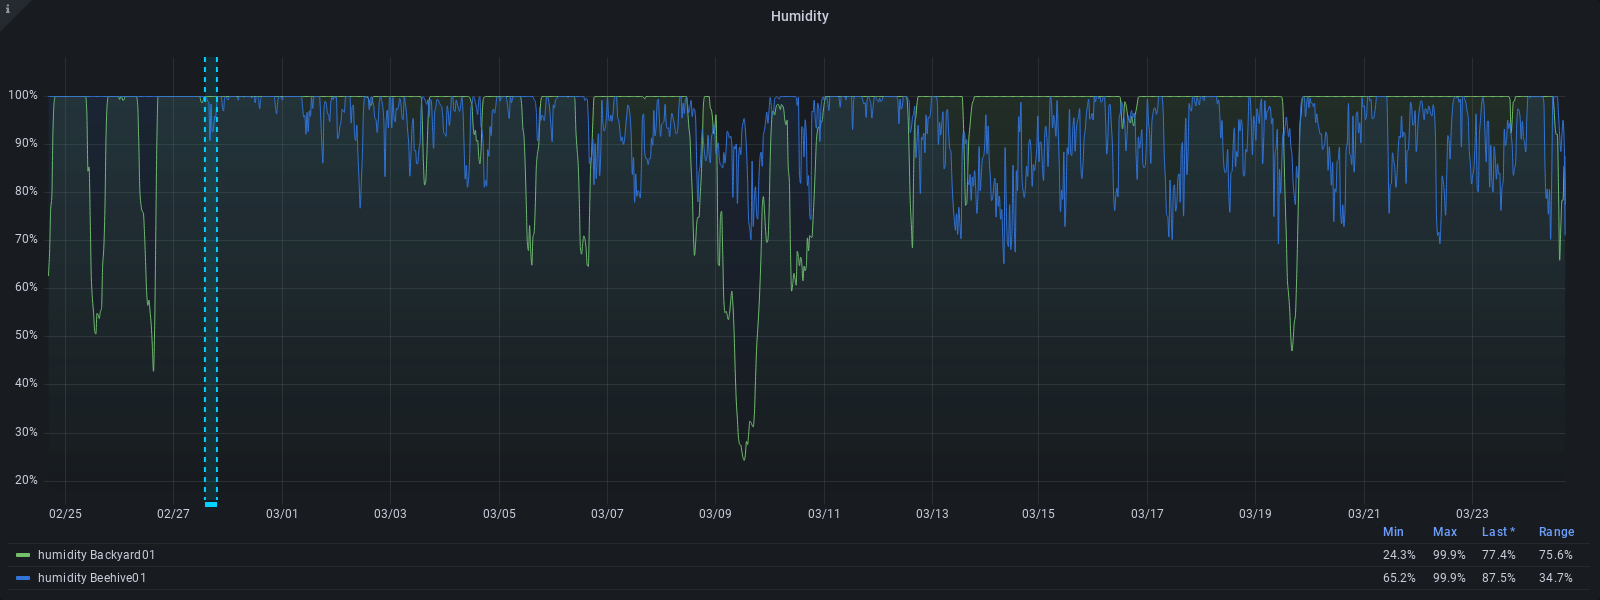 i
Humidity
100%
90%
80%
70%
60%
50%
40%
30%
20%
02/25 02/27 03/01 03/03 03/05 03/07 03/09 03/11 03/13 03/15 03/17 03/19 03/21 03/23
Min Max Last * Range
humidity Backyard01 24.3% 99.9% 77.4% 75.6%
humidity Beehive01 65.2% 99.9% 87.5% 34.7%